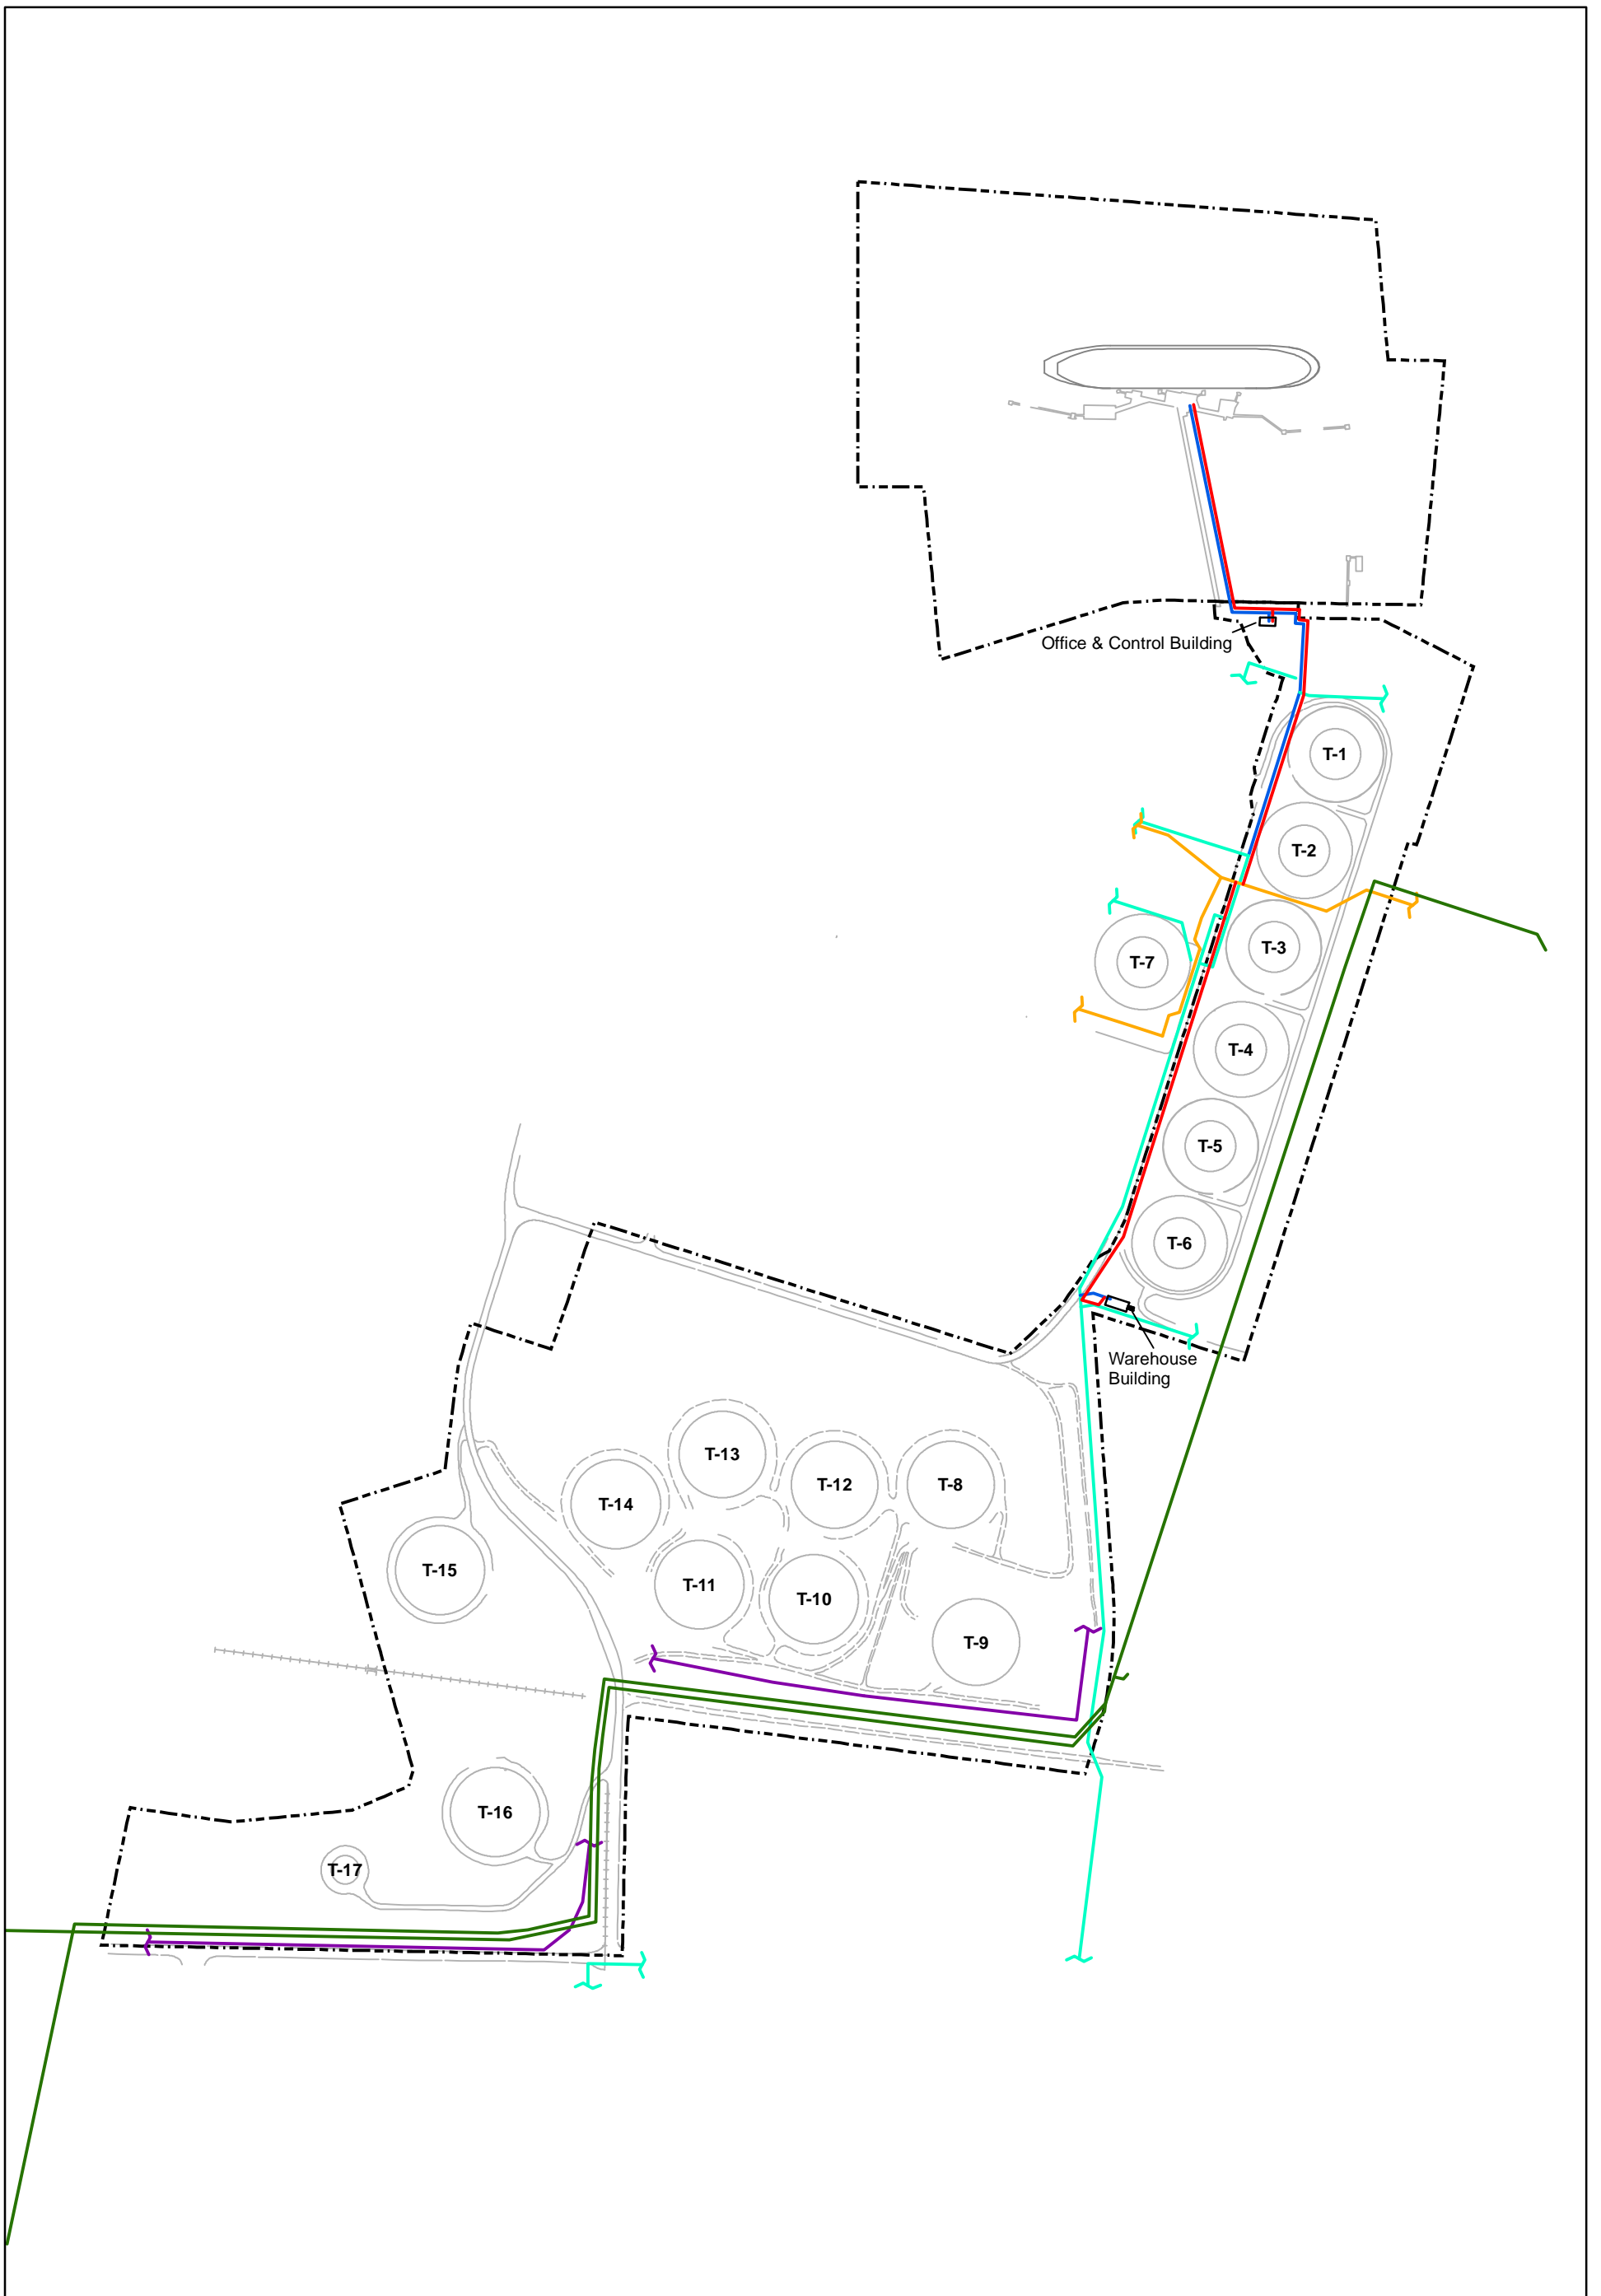 Office & Control Building
T-1
T-2
T-3
T-7
T-4
T-5
T-6
Warehouse
Building
T-13
T-12
T-8
T-14
T-15
T-11
T-10
T-9
T-16
T-17